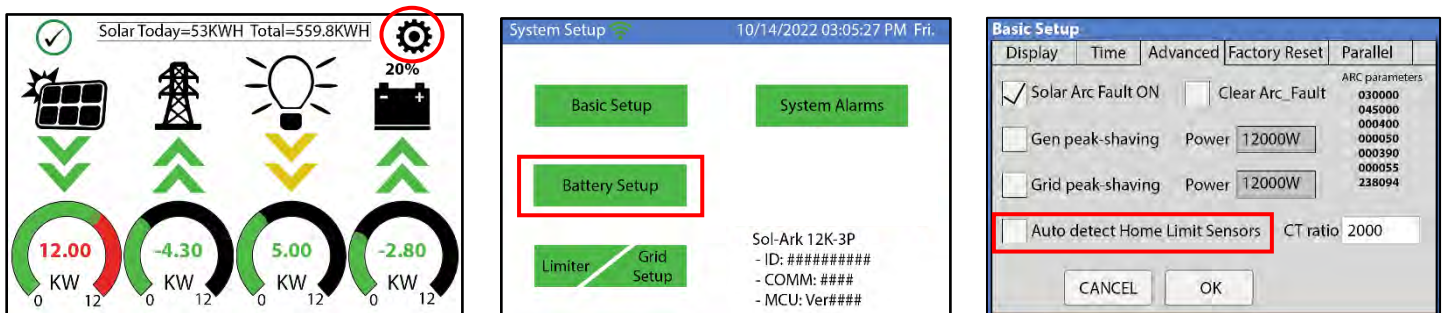 Solar Today=53KWH Total=559.8KWH
20%
12.00
KW
0 12
-4.30
KW
0 12
5.00
KW
0 12
-2.80
KW
0 12
System Setup 10/14/2022 03:05:27 PM Fri.
Basic Setup
System Alarms
Battery Setup
Limiter
Grid
Setup
Sol-Ark 12K-3P
- ID: ##########
- COMM: ####
- MCU: Ver####
Basic Setup
Display Time Advanced Factory Reset Parallel
Solar Arc Fault ON Clear Arc_Fault
Gen peak-shaving Power 12000W
Grid peak-shaving Power 12000W
Auto detect Home Limit Sensors CT ratio 2000
ARC parameters
030000
045000
000400
000050
000390
000055
238094
CANCEL OK